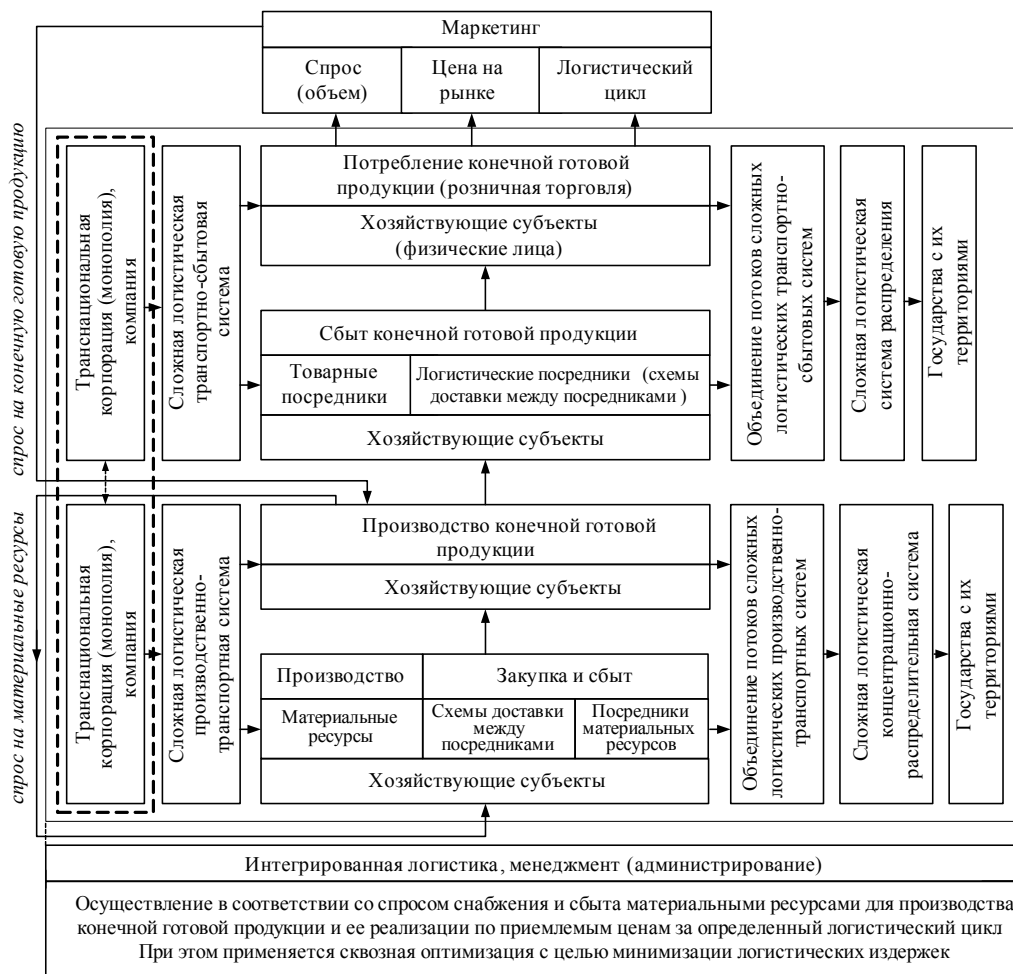 Маркетинг
Спрос
(объем)
Цена на
рынке
Логистический
цикл
спрос на конечную готовую продукцию
Транснациональная
корпорация (монополия),
компания
Сложная логистическая
транспортно-сбытовая
система
Потребление конечной готовой
продукции (розничная торговля)
Хозяйствующие субъекты
(физические лица)
Сбыт конечной готовой продукции
Товарные
посредники
Логистические посредники (схемы
доставки между посредниками )
Хозяйствующие субъекты
Объединение потоков сложных
логистических транспортно-
сбытовых систем
Сложная логистическая
система распределения
Государства с их
территориями
спрос на материальные ресурсы
Транснациональная
корпорация (монополия),
компания
Сложная логистическая
производственно-
транспортная система
Производство конечной готовой
продукции
Хозяйствующие субъекты
Производство
Закупка и сбыт
Материальные
ресурсы
Схемы доставки
между
посредниками
Посредники
материальных
ресурсов
Хозяйствующие субъекты
Объединение потоков сложных
логистических производственно-
транспортных систем
Сложная логистическая
концентрационно-
распределительная система
Государства с их
территориями
Интегрированная логистика, менеджмент (администрирование)
Осуществление в соответствии со спросом снабжения и сбыта материальными ресурсами для производства
конечной готовой продукции и ее реализации по приемлемым ценам за определенный логистический цикл
При этом применяется сквозная оптимизация с целью минимизации логистических издержек